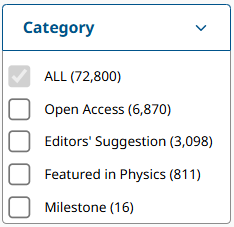 Category
ALL (72,800)
Open Access (6,870)
Editors' Suggestion (3,098)
Featured in Physics (811)
Milestone (16)